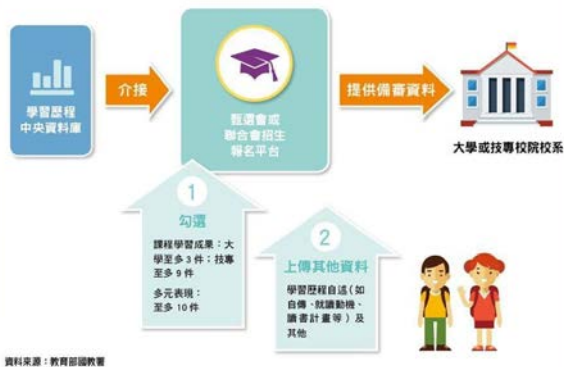 學習歷程
中央資料庫
介接
甄選會或
聯合會招生
報名平台
提供備審資料
大學或技專校院校系
1
勾選
課程學習成果：大
學至多3件；技專
至多9件
多元表現：
至多10件
2
上傳其他資料
學習歷程自述（如
自傳、就讀動機、
讀書計畫等）及
其他
資料來源：教育部國教署